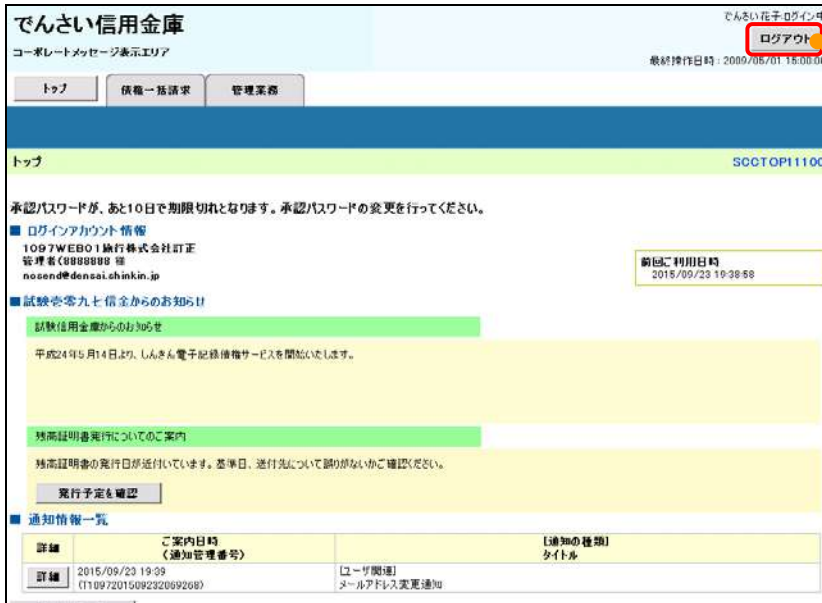 でんさい信用金庫
コーポレートメッセージ表示エリア
でんさい花子:ログイン中
ログアウト
最終操作日時:2009/05/01 15:00:00
トップ
債権一括請求
管理業務
トップ
SCCTOP11100
承認パスワードが、あと10日で期限切れとなります。承認パスワードの変更を行ってください。
■ ログインアカウント情報
1097WEB01旅行株式会社訂正
管理者(8888888 様
nosend@densai.shinkin.jp
前回ご利用日時
2015/09/23 19:38:58
■試験壱零九七信金からのお知らせ
試験信用金庫からのお知らせ
平成24年5月14日より、しんきん電子記録債権サービスを開始いたします。
残高証明書発行についてのご案内
残高証明書の発行日が近付いています。基準日、送付先について誤りがないかご確認ください。
発行予定を確認
■ 通知情報一覧
詳細
ご案内日時
(通知管理番号)
[通知の種類]
タイトル
詳細
2015/09/23 19:39
(T1097201509232069268)
[ユーザ関連]
メールアドレス変更通知